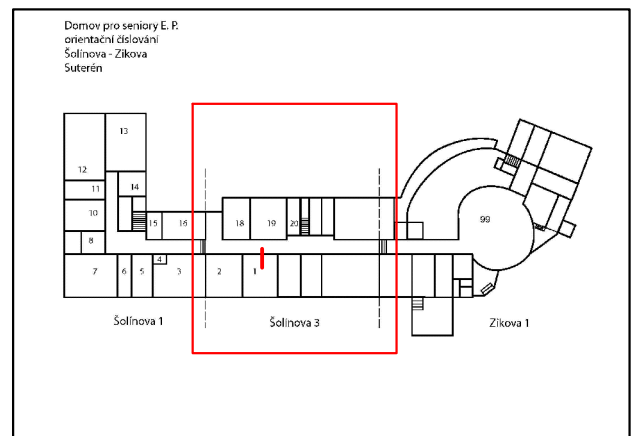 Domov pro seniory E. P.
orientační číslování
Šolínova - Zikova
Suterén
13
12
11
14
10
15
16
18
19
20
99
8
7
6
5
4
3
2
1
Šolínova 1
Šolínova 3
Zikova 1